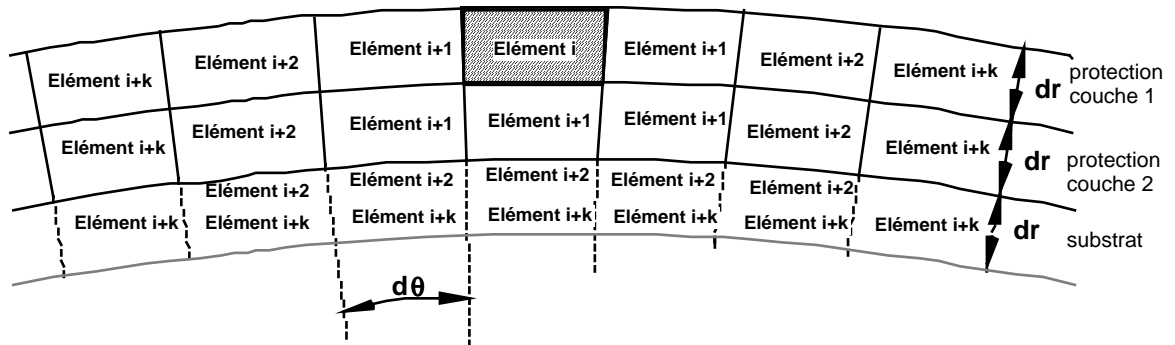 Elément i+k Elément i+2 Elément i+1 Elément i Elément i+1 Elément i+2 Elément i+k dr protection
couche 1
Elément i+k Elément i+2 Elément i+1 Elément i+1 Elément i+1 Elément i+2 Elément i+k dr protection
couche 2
Elément i+2 Elément i+2 Elément i+2 Elément i+2 Elément i+2
Elément i+k Elément i+k Elément i+k Elément i+k Elément i+k Elément i+k Elément i+k dr substrat
dθ